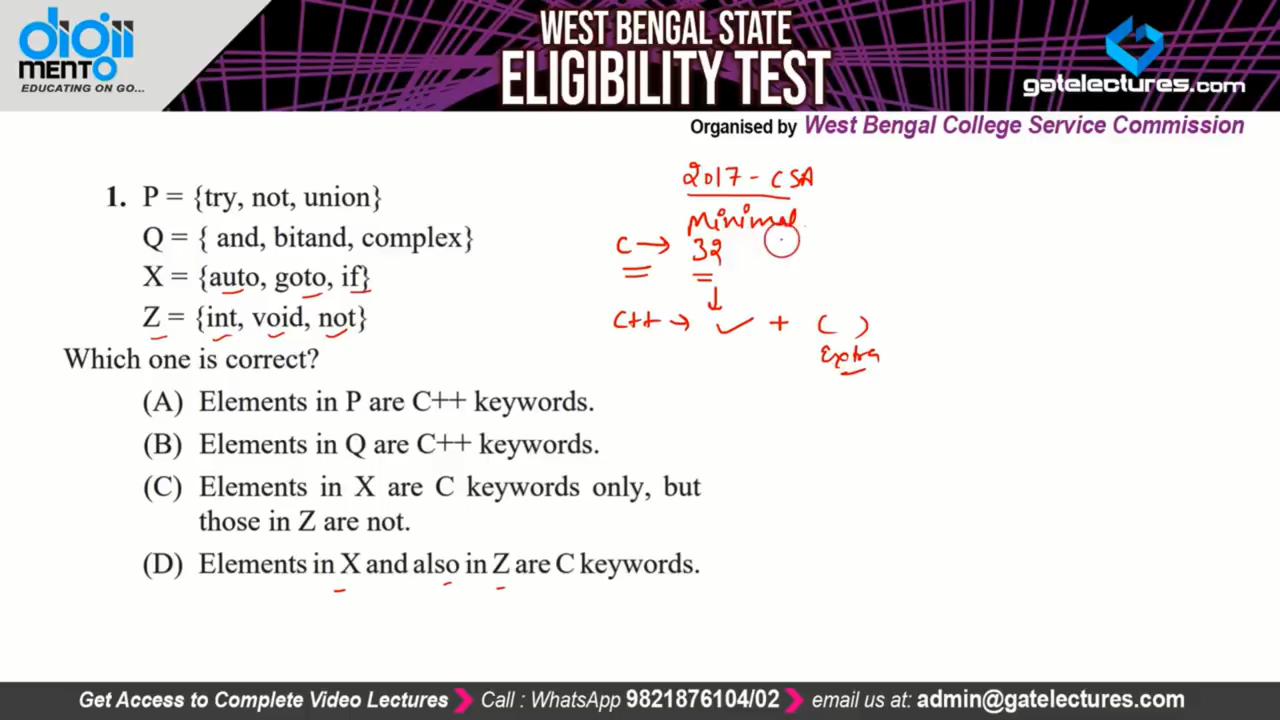 digii
mento
EDUCATING ON GO...
WEST BENGAL STATE
ELIGIBILITY TEST
gatelectures.com
Organised by West Bengal College Service Commission
1. P = {try, not, union}
Q = { and, bitand, complex}
X = {auto, goto, if}
Z = {int, void, not}
Which one is correct?
(A) Elements in P are C++ keywords.
(B) Elements in Q are C++ keywords.
(C) Elements in X are C keywords only, but
those in Z are not.
(D) Elements in X and also in Z are C keywords.
2017 - CSA
Minimal
C → 32
↓
C++ → ✓ + ( )
Extra
Get Access to Complete Video Lectures Call : WhatsApp 9821876104/02 email us at: admin@gatelectures.com